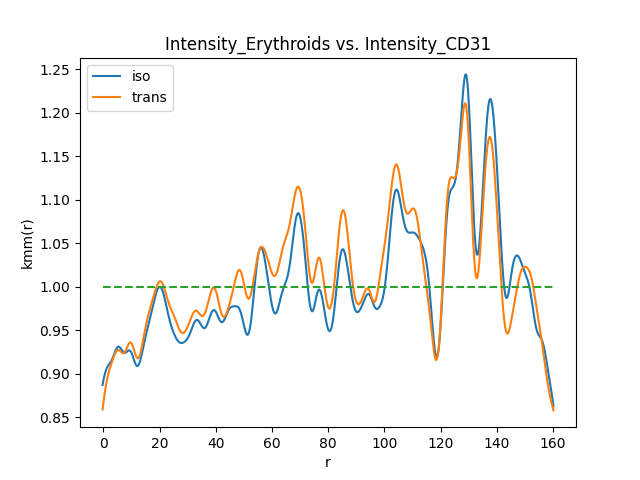 Intensity_Erythroids vs. Intensity_CD31
iso
trans
1.25
1.20
1.15
1.10
1.05
1.00
0.95
0.90
0.85
kmm(r)
0 20 40 60 80 100 120 140 160
r